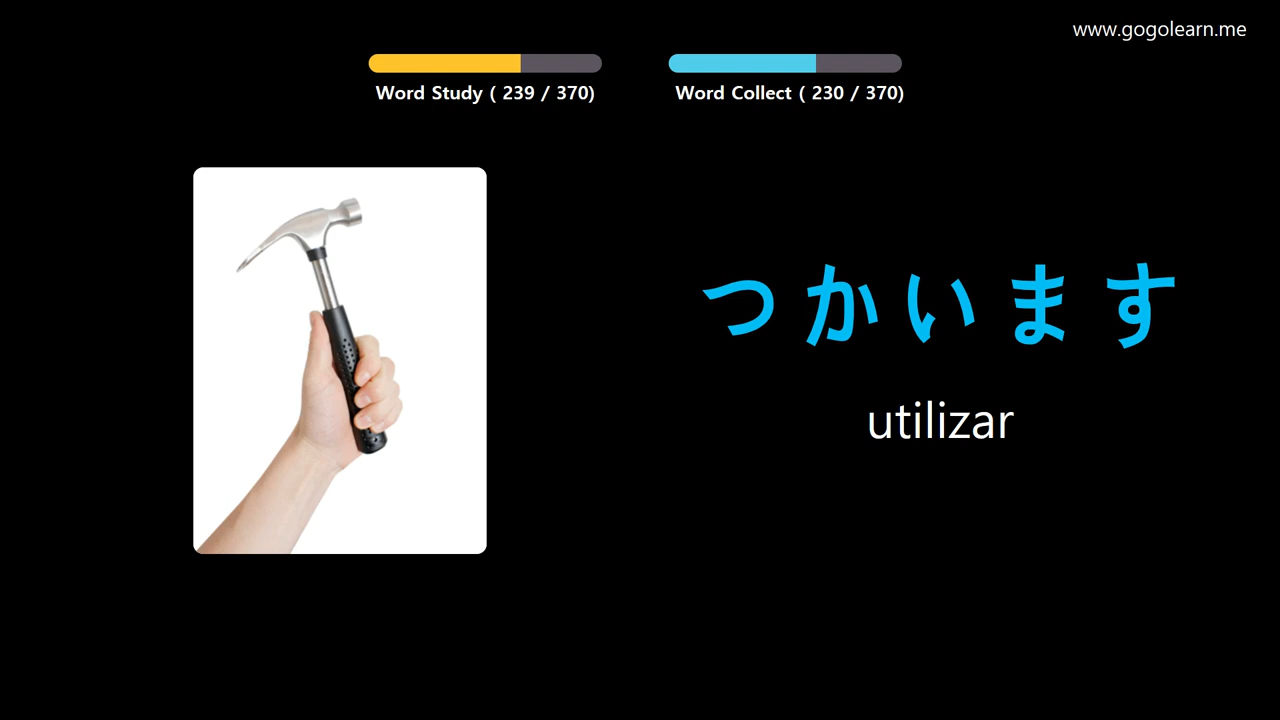 www.gogolearn.me
Word Study ( 239 / 370)
Word Collect ( 230 / 370)
つかいます
utilizar